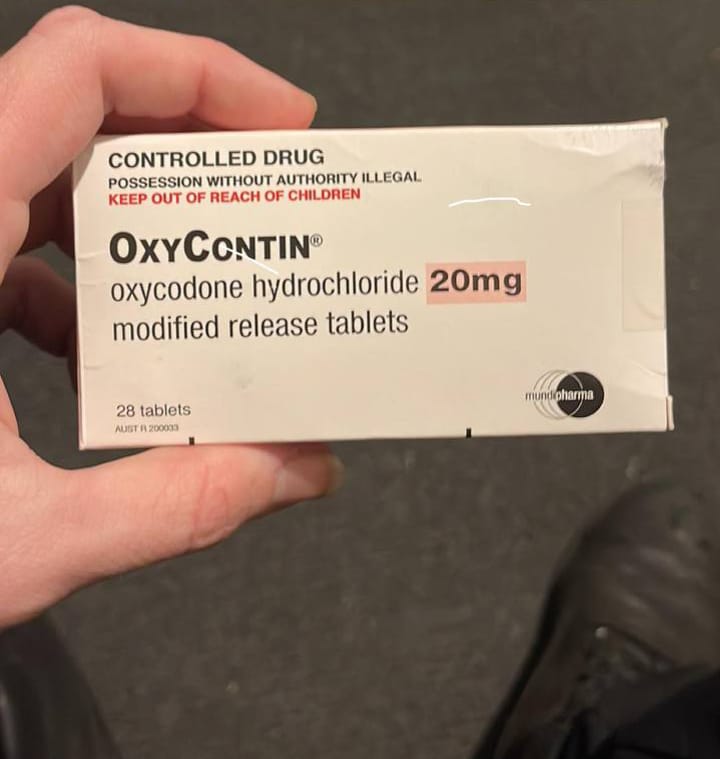 CONTROLLED DRUG
POSSESSION WITHOUT AUTHORITY ILLEGAL
KEEP OUT OF REACH OF CHILDREN
OXYCONTIN®
oxycodone hydrochloride 20mg
modified release tablets
mundipharma
28 tablets
AUST R 200033